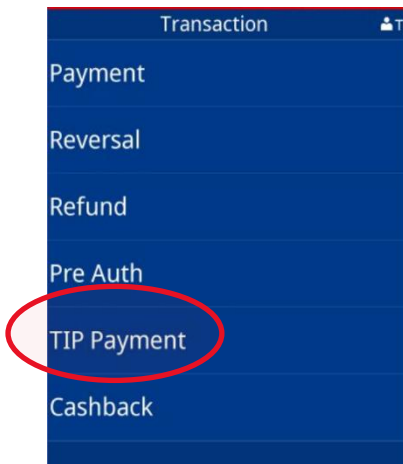 Transaction
Payment
Reversal
Refund
Pre Auth
TIP Payment
Cashback